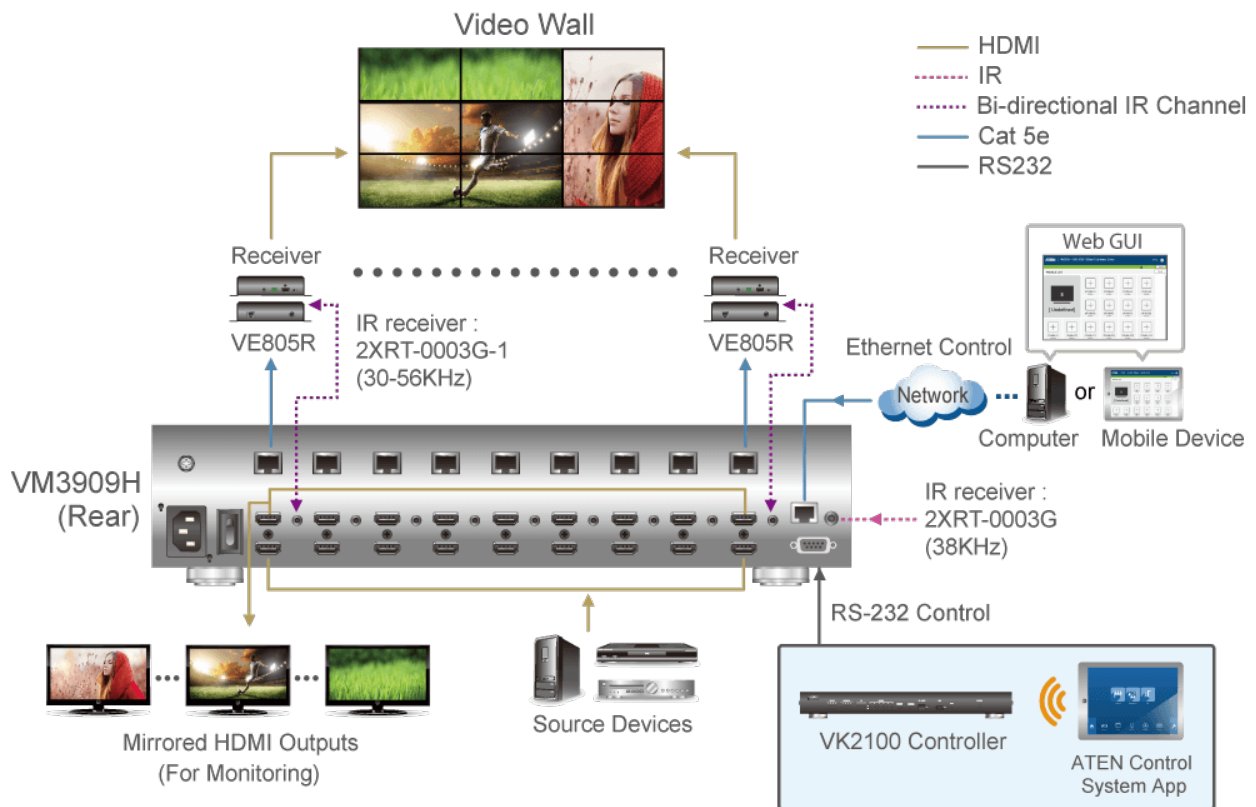 Video Wall
HDMI
IR
Bi-directional IR Channel
Cat 5e
RS232
Receiver
Receiver
VE805R
VE805R
IR receiver :
2XRT-0003G-1
(30-56KHz)
Web GUI
Ethernet Control
Network
or
Computer
Mobile Device
VM3909H
(Rear)
IR receiver :
2XRT-0003G
(38KHz)
RS-232 Control
Mirrored HDMI Outputs
(For Monitoring)
Source Devices
VK2100 Controller
ATEN Control
System App